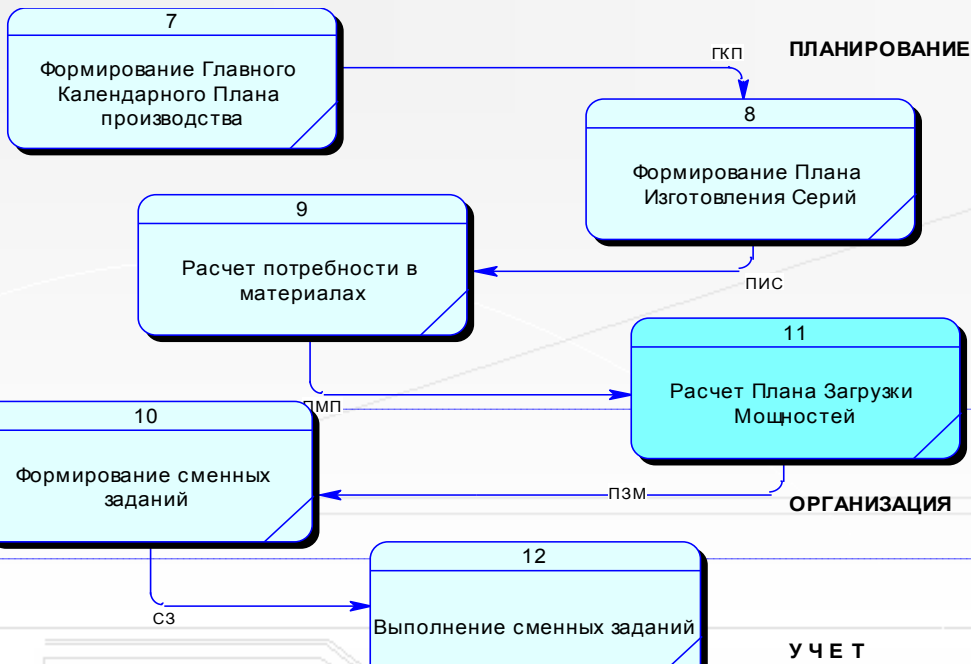 7
Формирование Главного
Календарного Плана
производства
ГКП
ПЛАНИРОВАНИЕ
8
Формирование Плана
Изготовления Серий
9
Расчет потребности в
материалах
ПИС
11
Расчет Плана Загрузки
Мощностей
ПМП
10
Формирование сменных
заданий
ПЗМ
ОРГАНИЗАЦИЯ
12
Выполнение сменных заданий
СЗ
У Ч Е Т